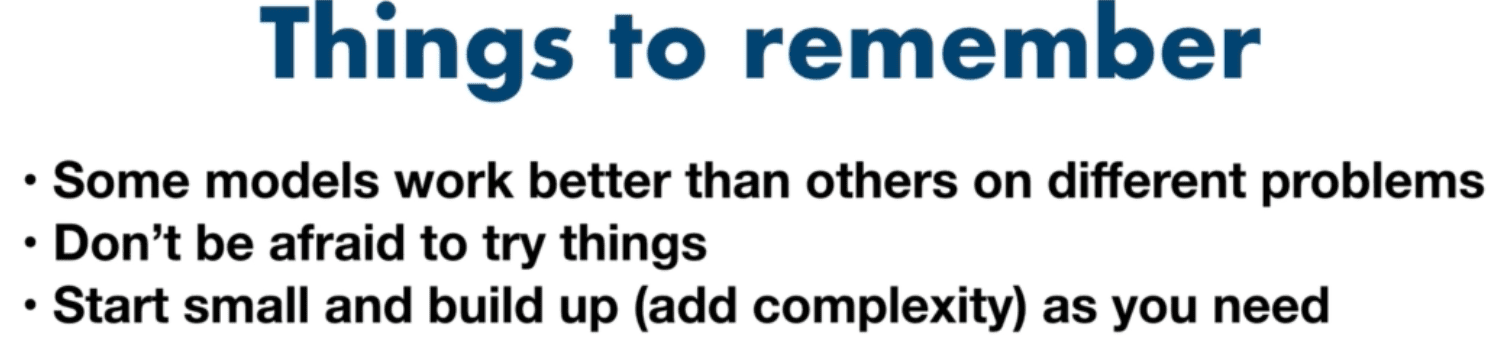 Things to remember
• Some models work better than others on different problems
• Don’t be afraid to try things
• Start small and build up (add complexity) as you need